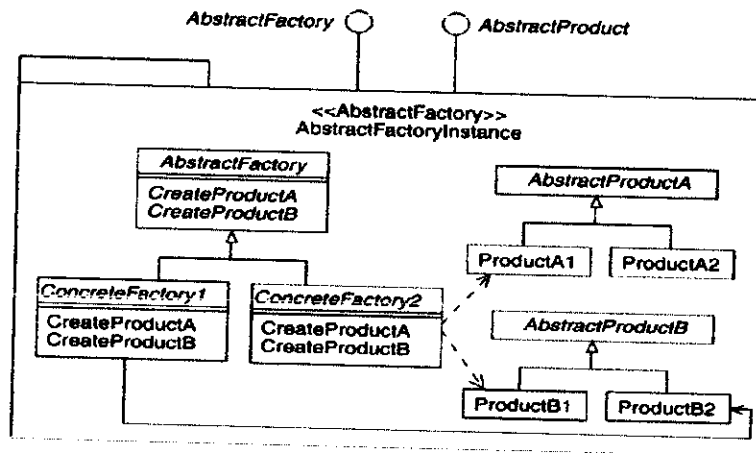 AbstractFactory
AbstractProduct
<<AbstractFactory>>
AbstractFactoryInstance
AbstractFactory
CreateProductA
CreateProductB
AbstractProductA
ProductA1
ProductA2
ConcreteFactory1
CreateProductA
CreateProductB
ConcreteFactory2
CreateProductA
CreateProductB
AbstractProductB
ProductB1
ProductB2